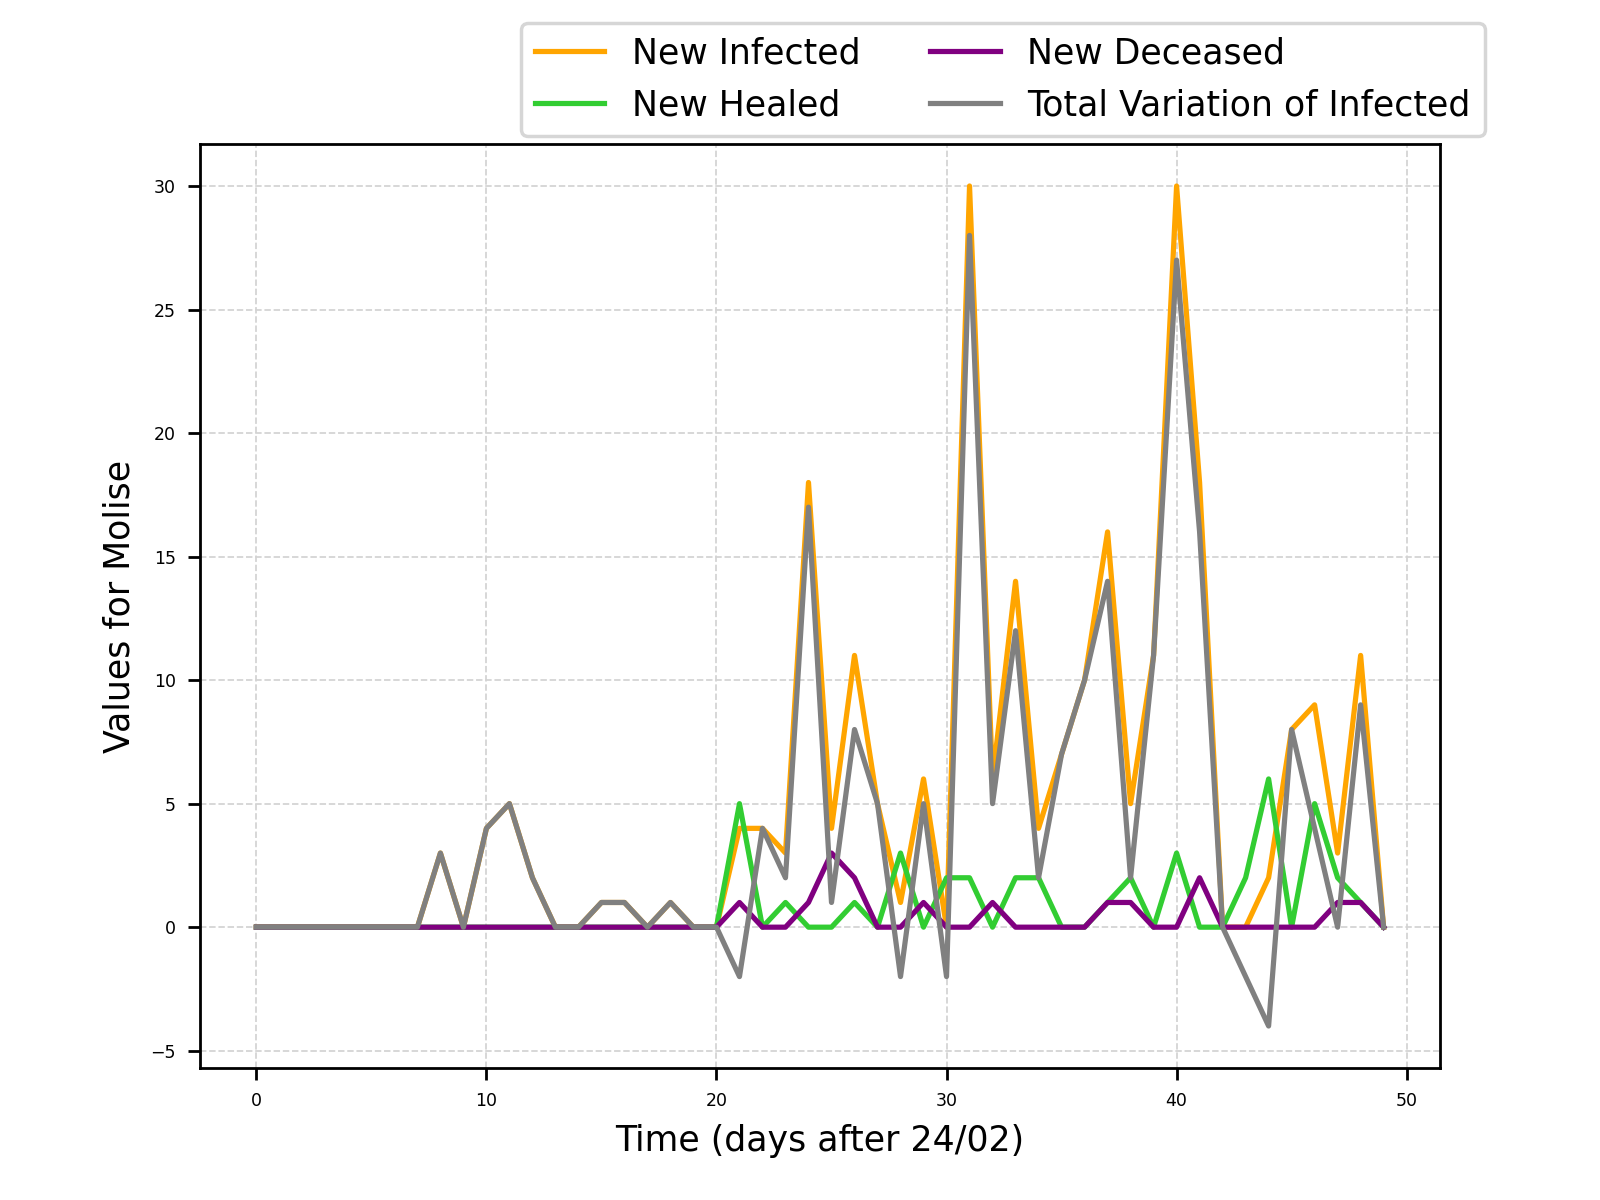 New Infected
New Healed
New Deceased
Total Variation of Infected
30
25
20
15
10
5
0
−5
Values for Molise
0 10 20 30 40 50
Time (days after 24/02)